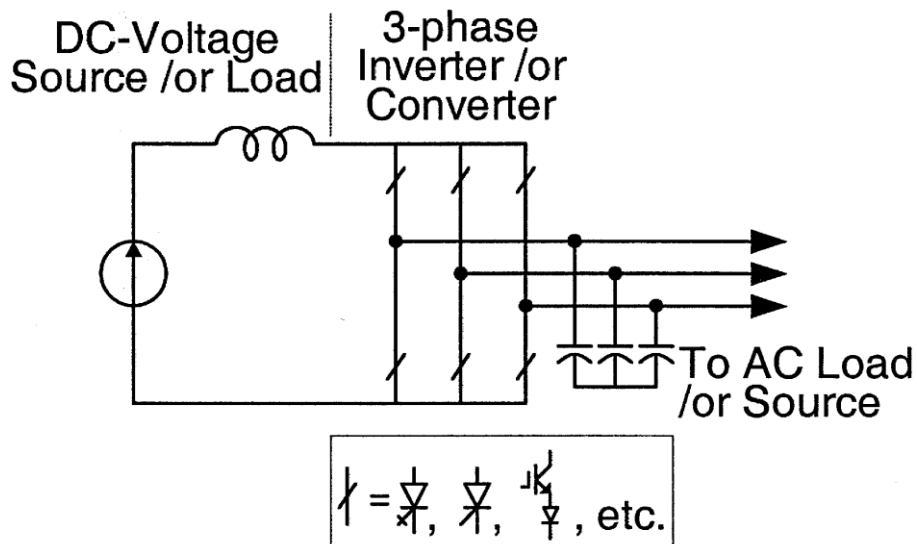 DC-Voltage
Source /or Load
3-phase
Inverter /or
Converter
To AC Load
/or Source
= , , , etc.